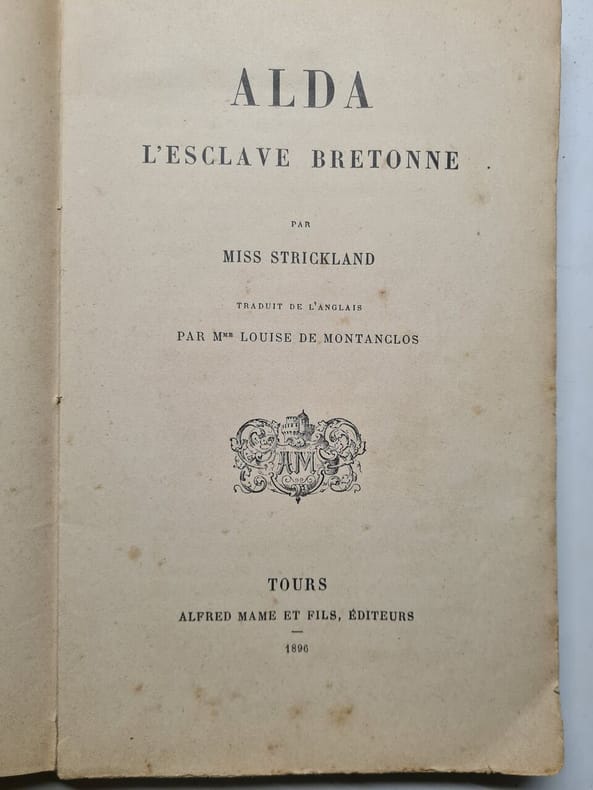 ALDA
L'ESCLAVE BRETONNE
PAR
MISS STRICKLAND
TRADUIT DE L'ANGLAIS
PAR Mme LOUISE DE MONTANCLOS
AM
TOURS
ALFRED MAME ET FILS, ÉDITEURS
1896